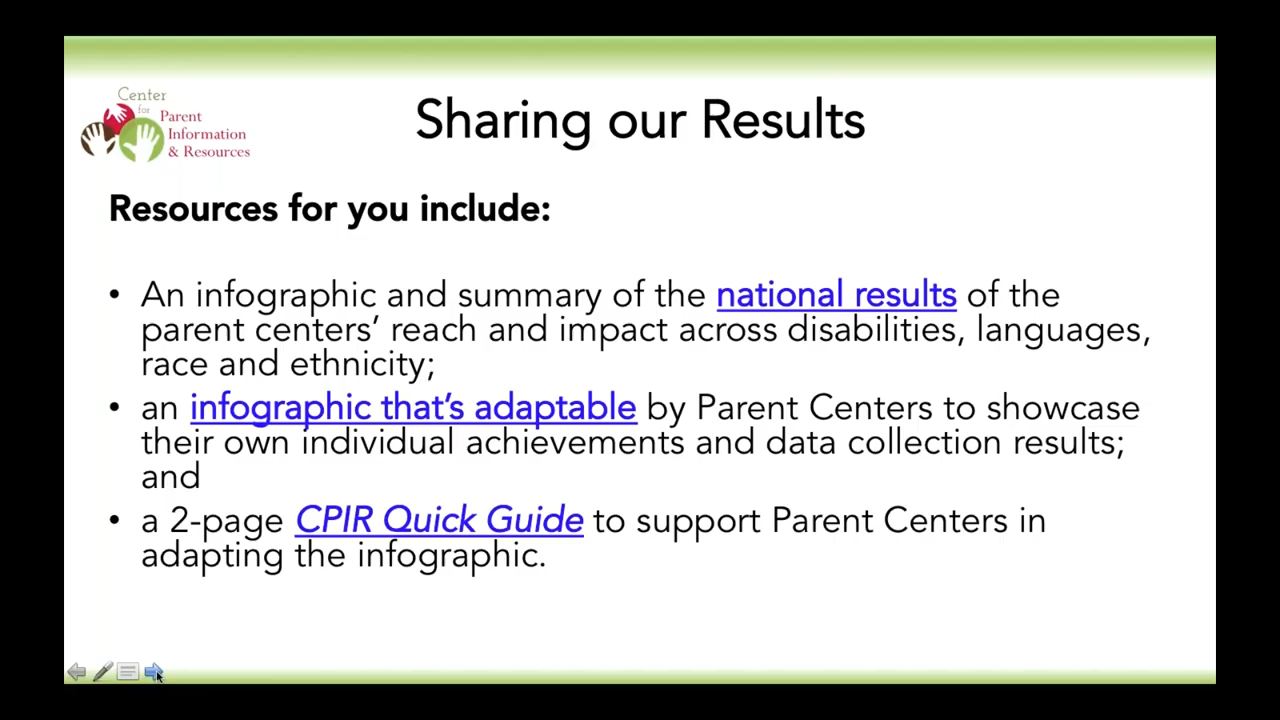 Center
for
Parent
Information
& Resources
Sharing our Results
Resources for you include:
• An infographic and summary of the national results of the
parent centers’ reach and impact across disabilities, languages,
race and ethnicity;
• an infographic that’s adaptable by Parent Centers to showcase
their own individual achievements and data collection results;
and
• a 2-page CPIR Quick Guide to support Parent Centers in
adapting the infographic.